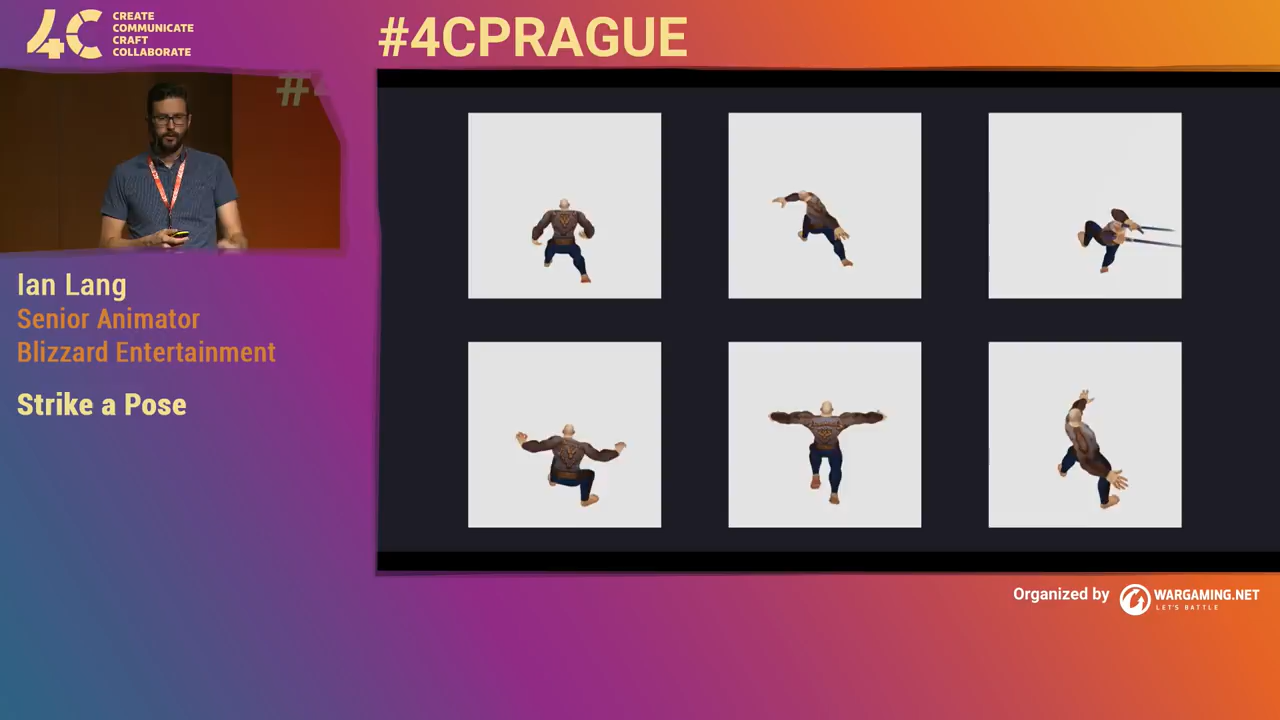 4C
CREATE
COMMUNICATE
CRAFT
COLLABORATE
#4CPRAGUE
Ian Lang
Senior Animator
Blizzard Entertainment
Strike a Pose
Organized by
WARGAMING.NET
LET'S BATTLE